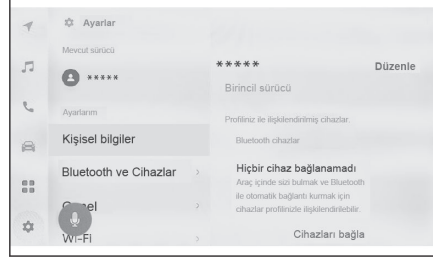 Ayarlar
Mevcut sürücü
*****
Ayarlarım
Kişisel bilgiler
Bluetooth ve Cihazlar
Wi-Fi
*****
Düzenle
Birincil sürücü
Profiliniz ile ilişkilendirilmiş cihazlar.
Bluetooth cihazlar
Hiçbir cihaz bağlanamadı
Araç içinde sizi bulmak ve Bluetooth
ile otomatik bağlantı kurmak için
cihazlar profilinizle ilişkilendirilebilir.
Cihazları bağla